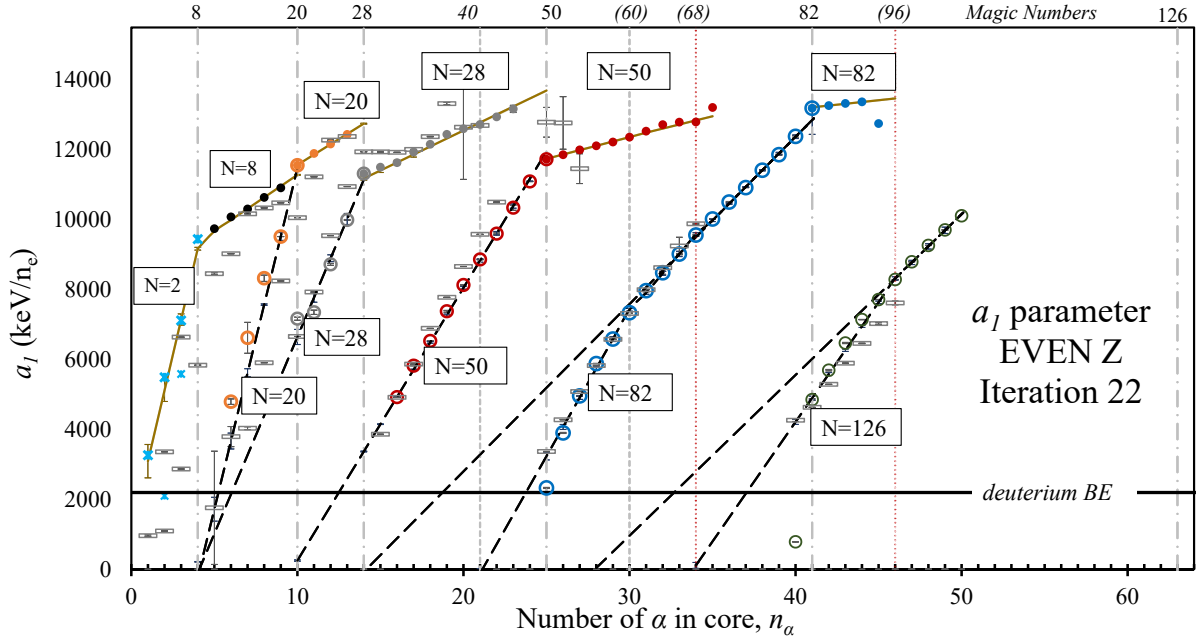 8 20 28 40 50 (60) (68) 82 (96) Magic Numbers 126
14000
12000
10000
8000
6000
4000
2000
0
a₁ (keV/nₑ)
N=28
N=50
N=82
N=20
N=8
N=2
N=28
N=50
N=20
N=82
N=126
a₁ parameter
EVEN Z
Iteration 22
deuterium BE
0 10 20 30 40 50 60
Number of α in core, nα